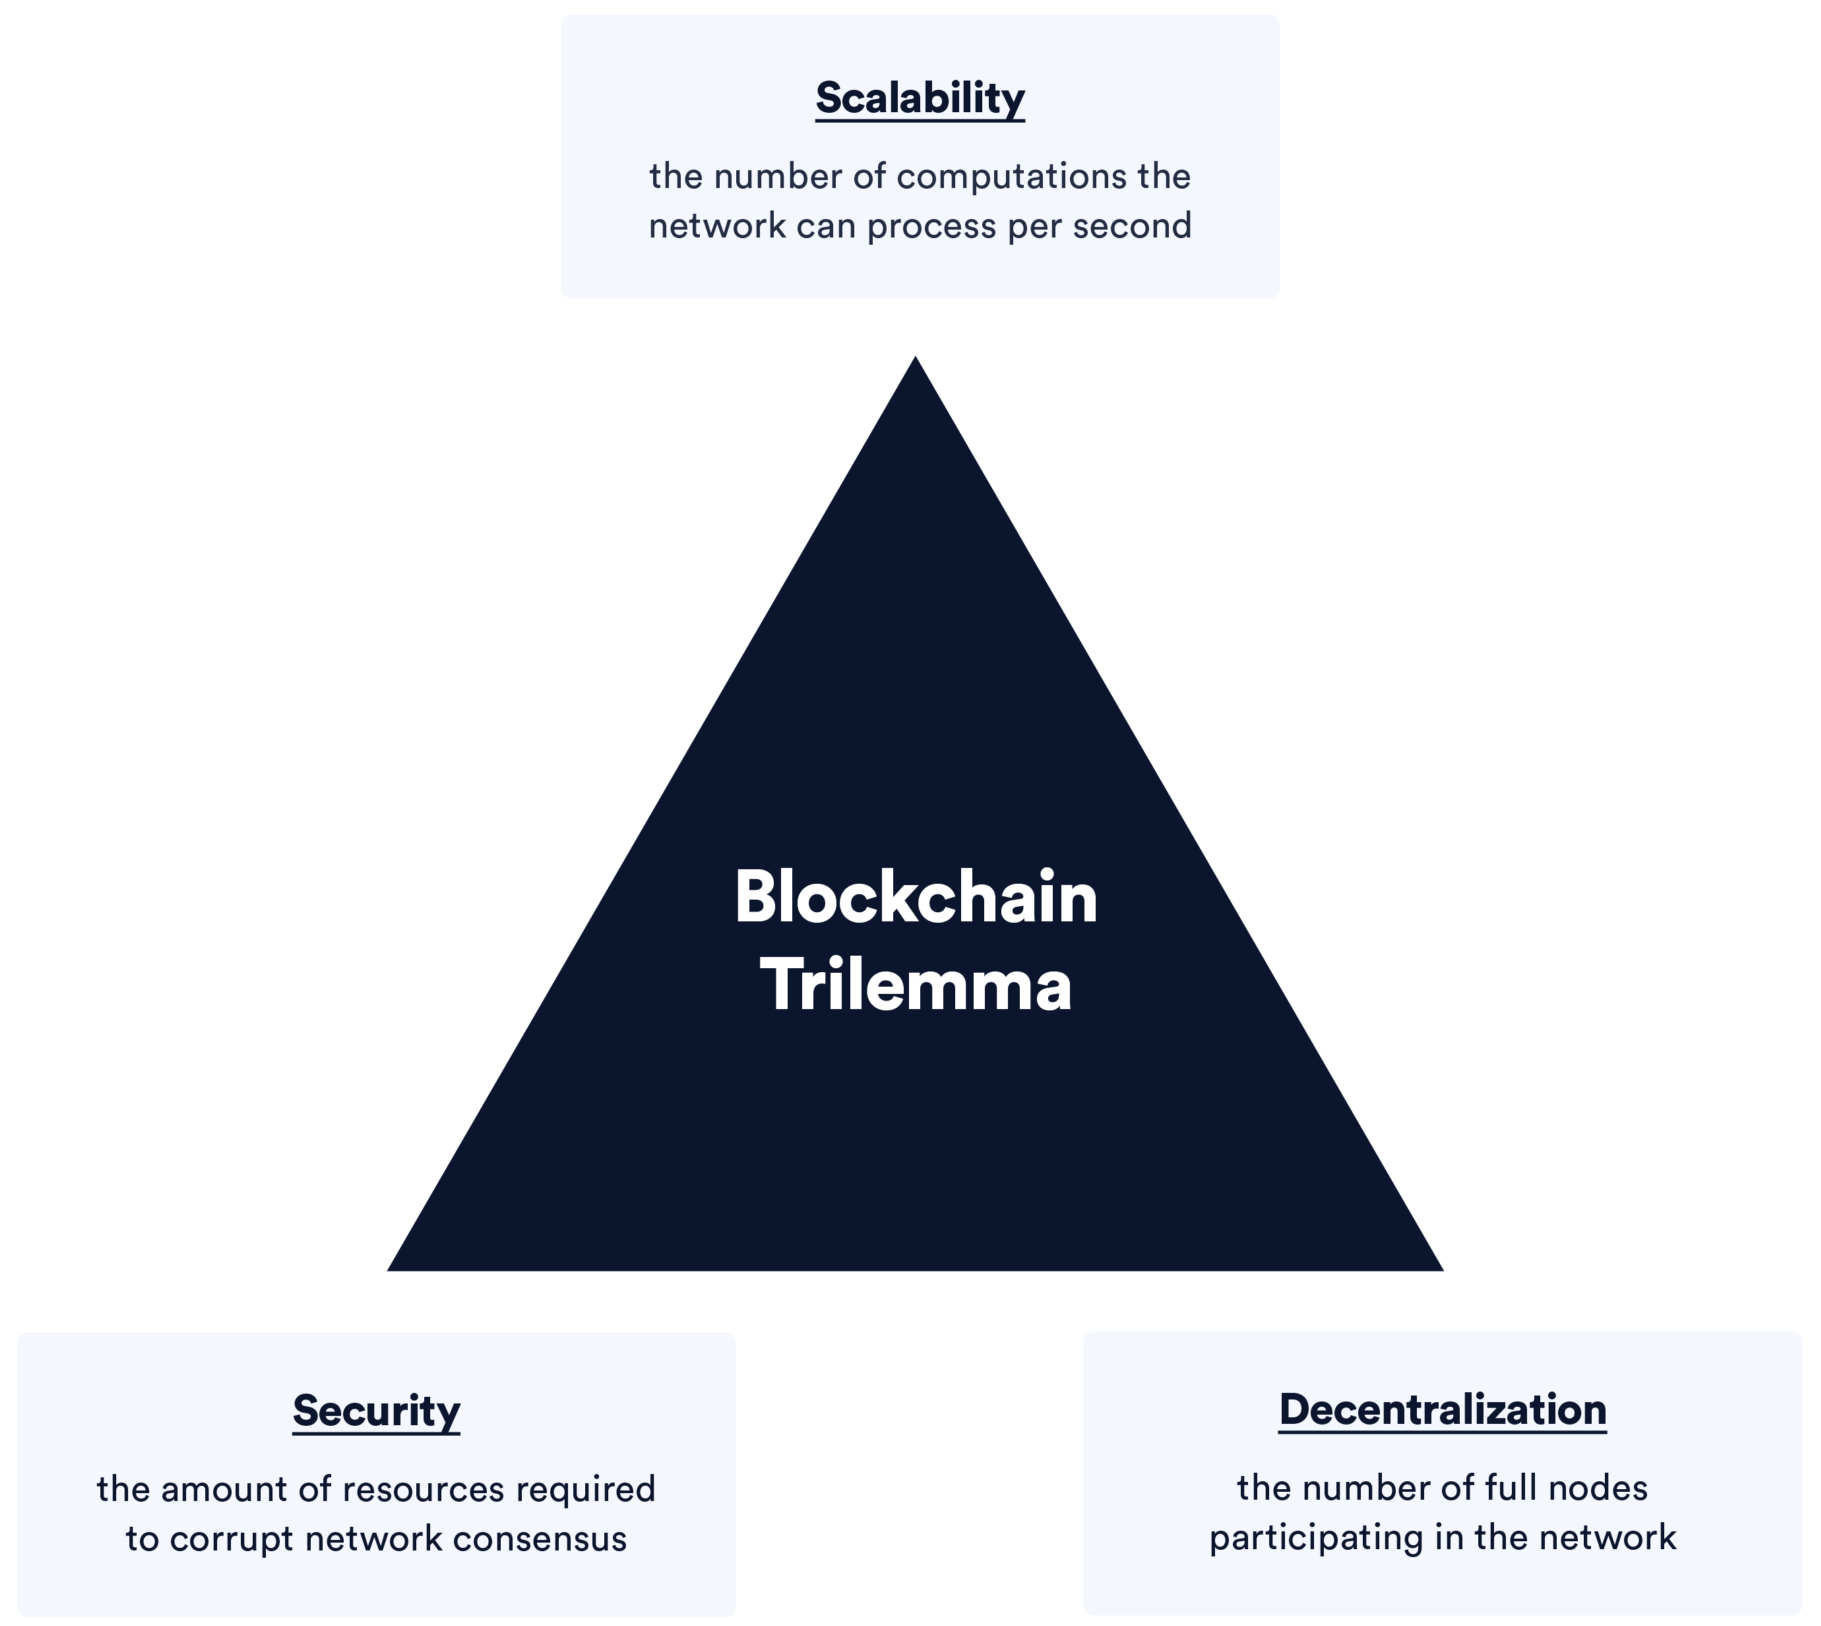 Scalability
the number of computations the
network can process per second
Blockchain
Trilemma
Security
the amount of resources required
to corrupt network consensus
Decentralization
the number of full nodes
participating in the network